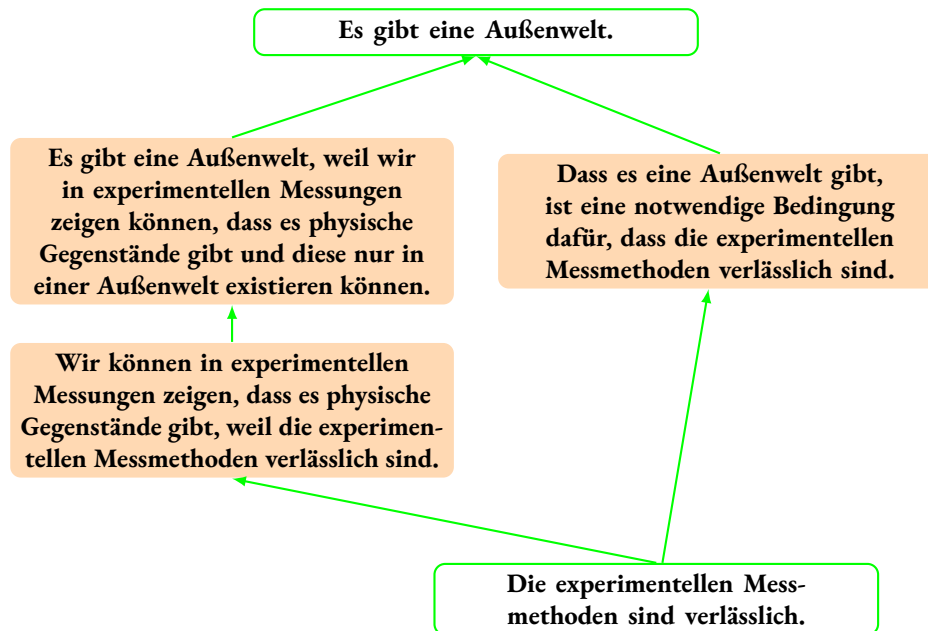 Es gibt eine Außenwelt.
Es gibt eine Außenwelt, weil wir
in experimentellen Messungen
zeigen können, dass es physische
Gegenstände gibt und diese nur in
einer Außenwelt existieren können.
Dass es eine Außenwelt gibt,
ist eine notwendige Bedingung
dafür, dass die experimentellen
Messmethoden verlässlich sind.
Wir können in experimentellen
Messungen zeigen, dass es physische
Gegenstände gibt, weil die experimen-
tellen Messmethoden verlässlich sind.
Die experimentellen Mess-
methoden sind verlässlich.